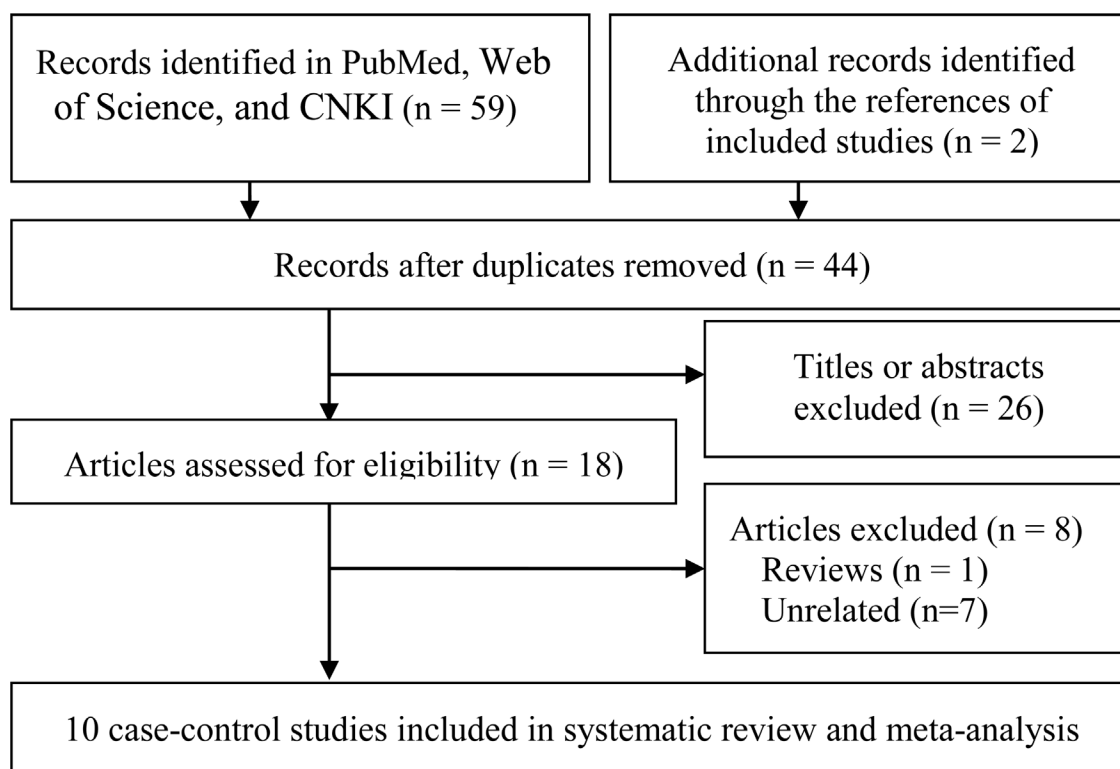 Records identified in PubMed, Web
of Science, and CNKI (n = 59)
Additional records identified
through the references of
included studies (n = 2)
Records after duplicates removed (n = 44)
Titles or abstracts
excluded (n = 26)
Articles assessed for eligibility (n = 18)
Articles excluded (n = 8)
Reviews (n = 1)
Unrelated (n=7)
10 case-control studies included in systematic review and meta-analysis